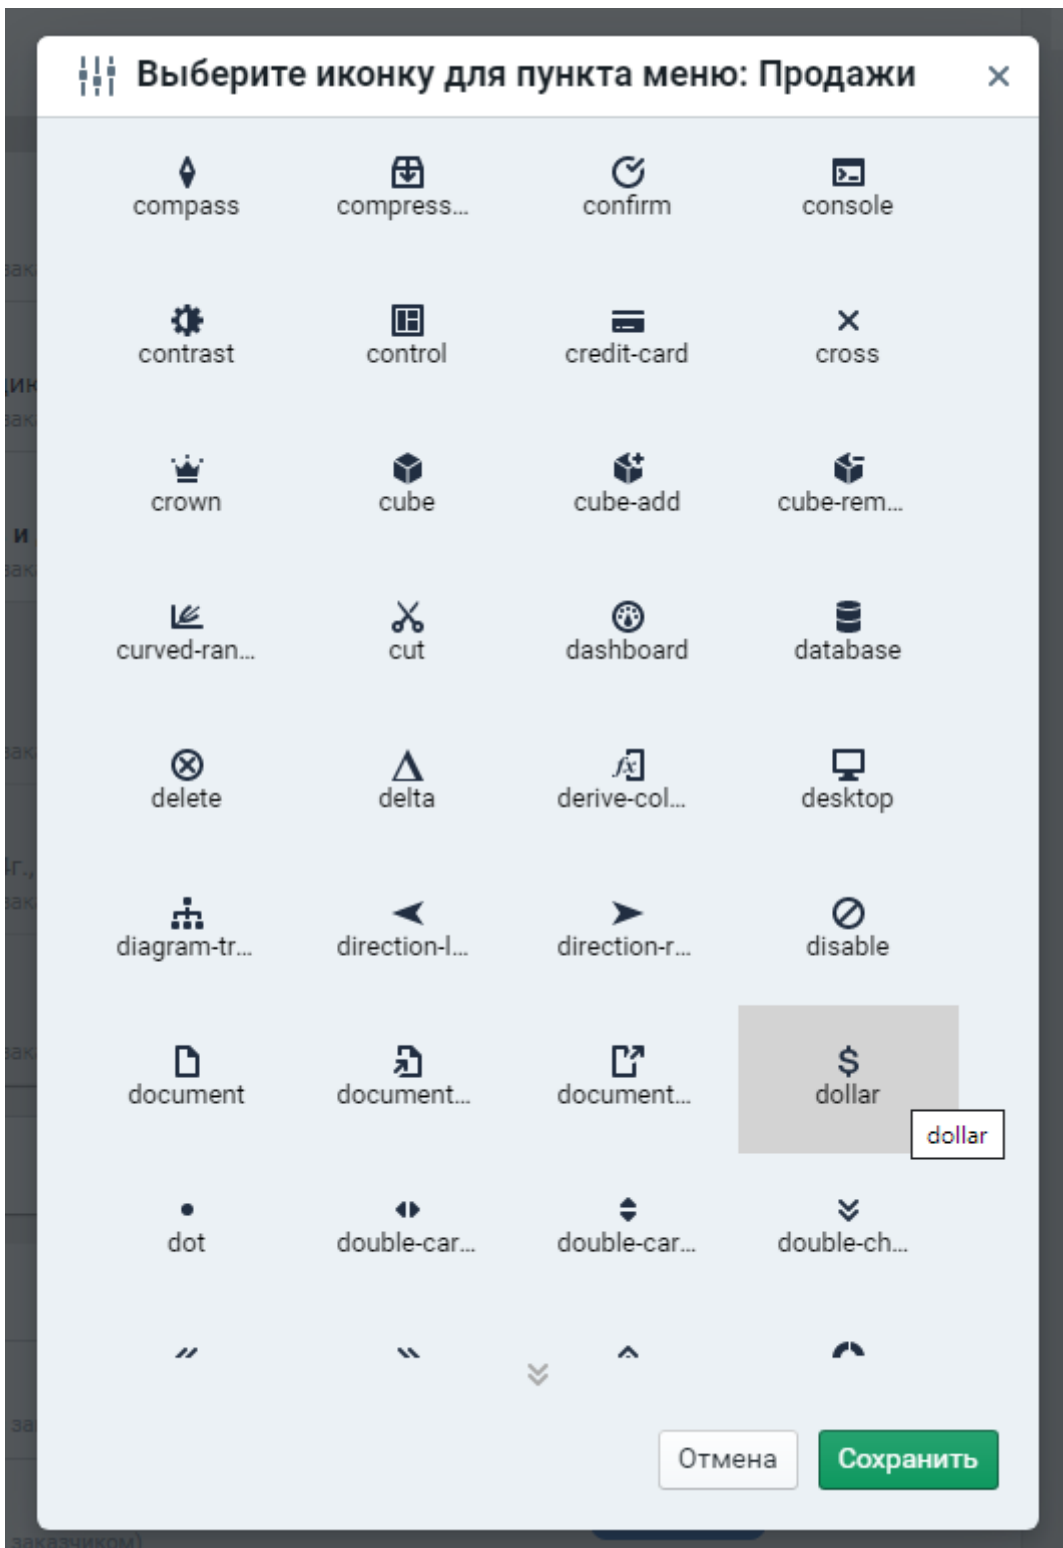 Выберите иконку для пункта меню: Продажи
compass compress... confirm console
contrast control credit-card cross
crown cube cube-add cube-rem...
curved-ran... cut dashboard database
delete delta derive-col... desktop
diagram-tr... direction-l... direction-r... disable
document document... document... dollar
dollar
dot double-car... double-car... double-ch...
Отмена Сохранить
заказчиком)